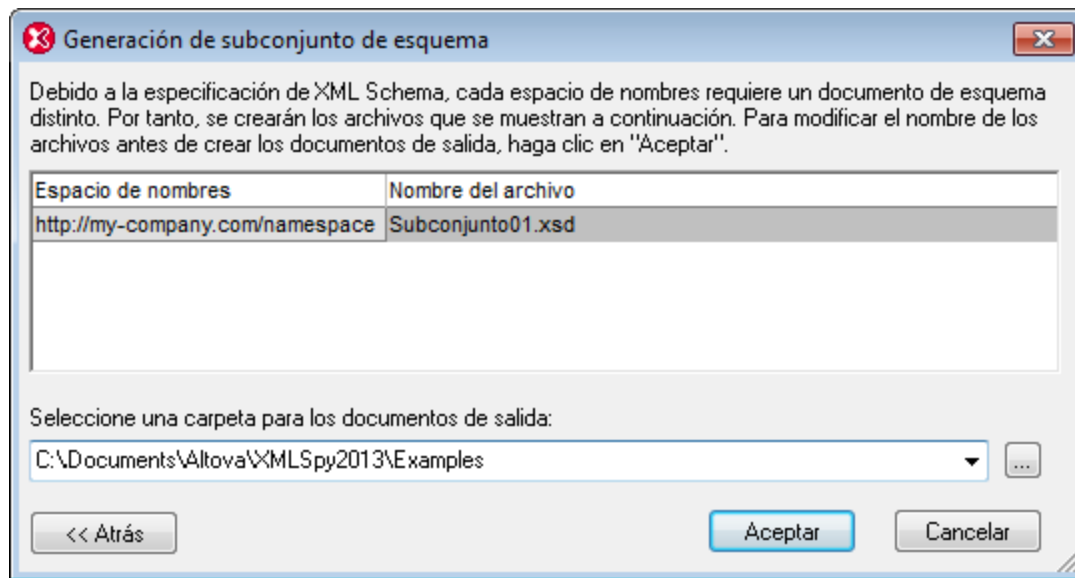 Generación de subconjunto de esquema
Debido a la especificación de XML Schema, cada espacio de nombres requiere un documento de esquema
distinto. Por tanto, se crearán los archivos que se muestran a continuación. Para modificar el nombre de los
archivos antes de crear los documentos de salida, haga clic en "Aceptar".
Espacio de nombres Nombre del archivo
http://my-company.com/namespace Subconjunto01.xsd
Seleccione una carpeta para los documentos de salida:
C:\Documents\Altova\XMLSpy2013\Examples ...
<< Atrás Aceptar Cancelar